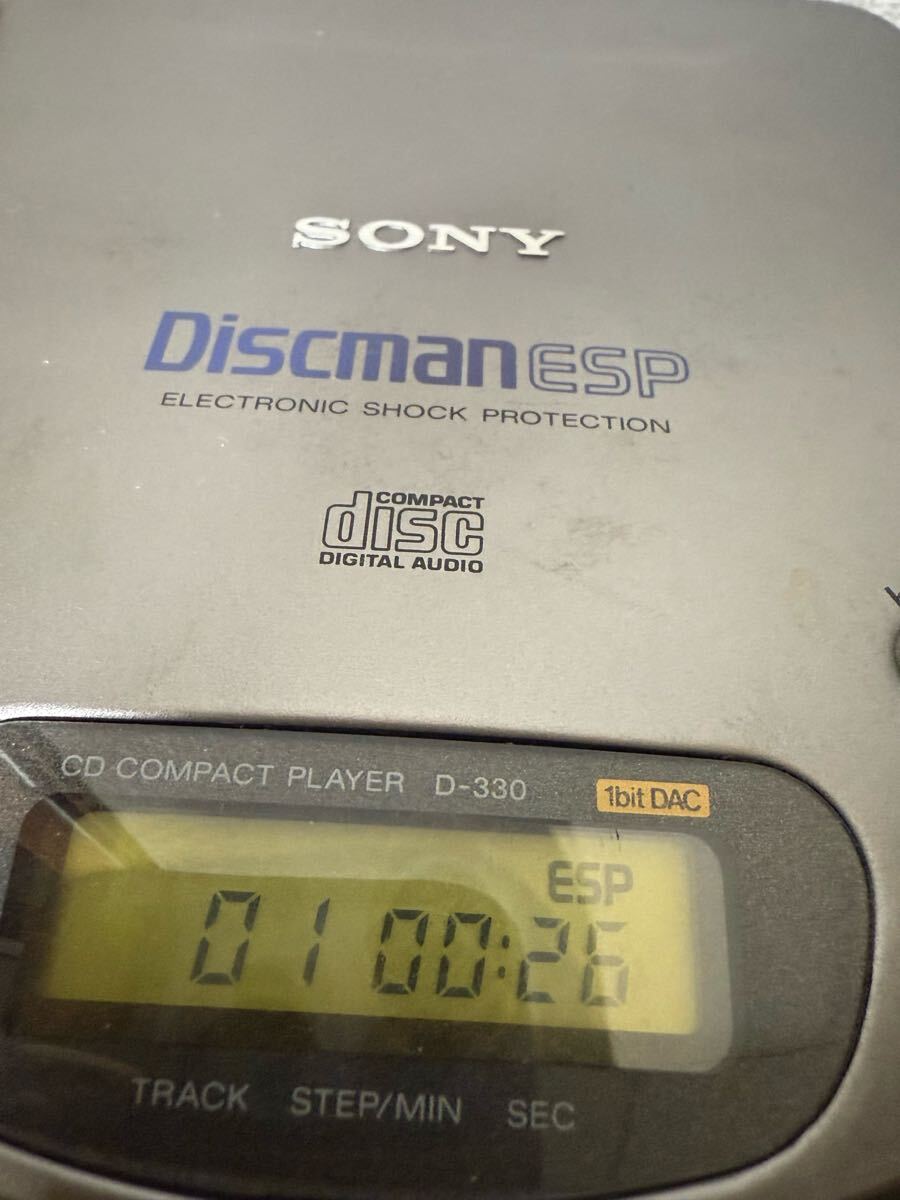 SONY
Discman ESP
ELECTRONIC SHOCK PROTECTION
COMPACT
disc
DIGITAL AUDIO
CD COMPACT PLAYER D-330 1bit DAC
ESP
01 00:26
TRACK STEP/MIN SEC